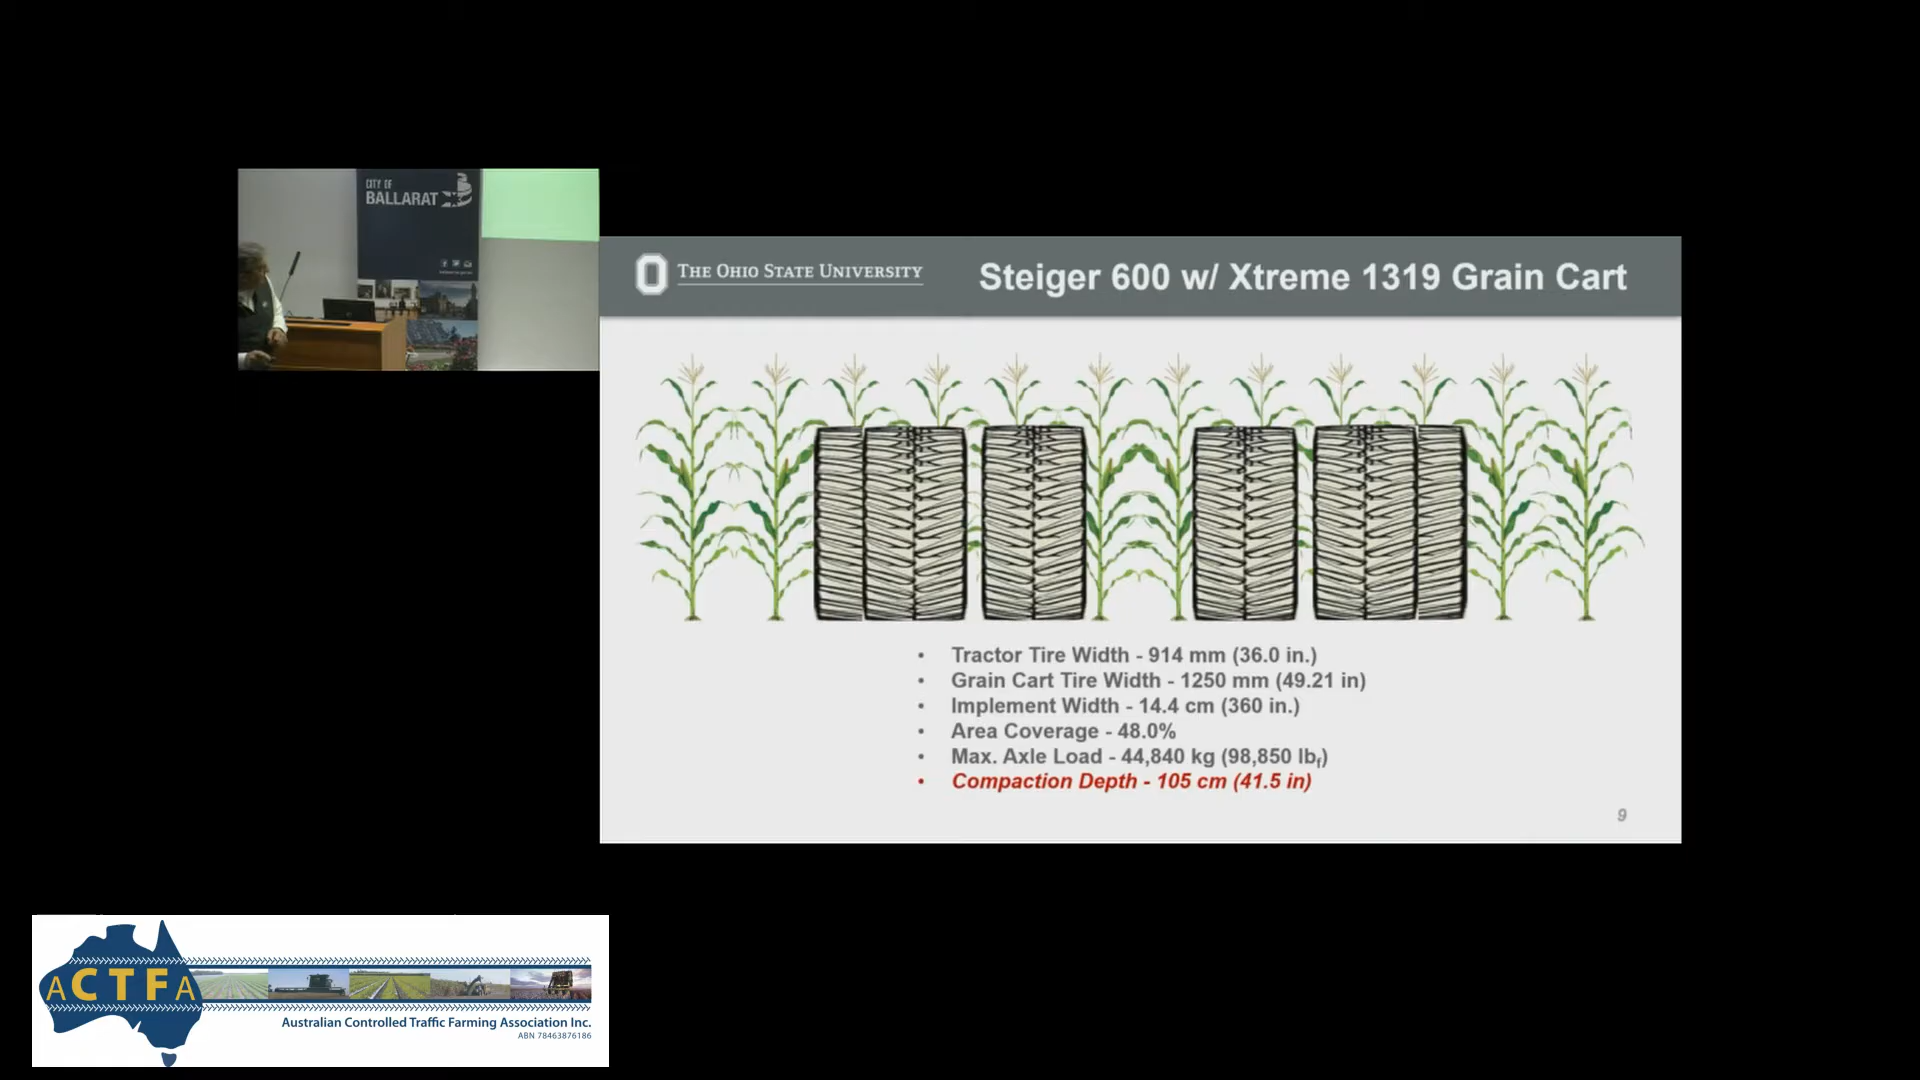 CITY OF
BALLARAT
THE OHIO STATE UNIVERSITY
Steiger 600 w/ Xtreme 1319 Grain Cart
• Tractor Tire Width - 914 mm (36.0 in.)
• Grain Cart Tire Width - 1250 mm (49.21 in)
• Implement Width - 14.4 cm (360 in.)
• Area Coverage - 48.0%
• Max. Axle Load - 44,840 kg (98,850 lbf)
• Compaction Depth - 105 cm (41.5 in)
9
ACTFA
Australian Controlled Traffic Farming Association Inc.
ABN 78463876186